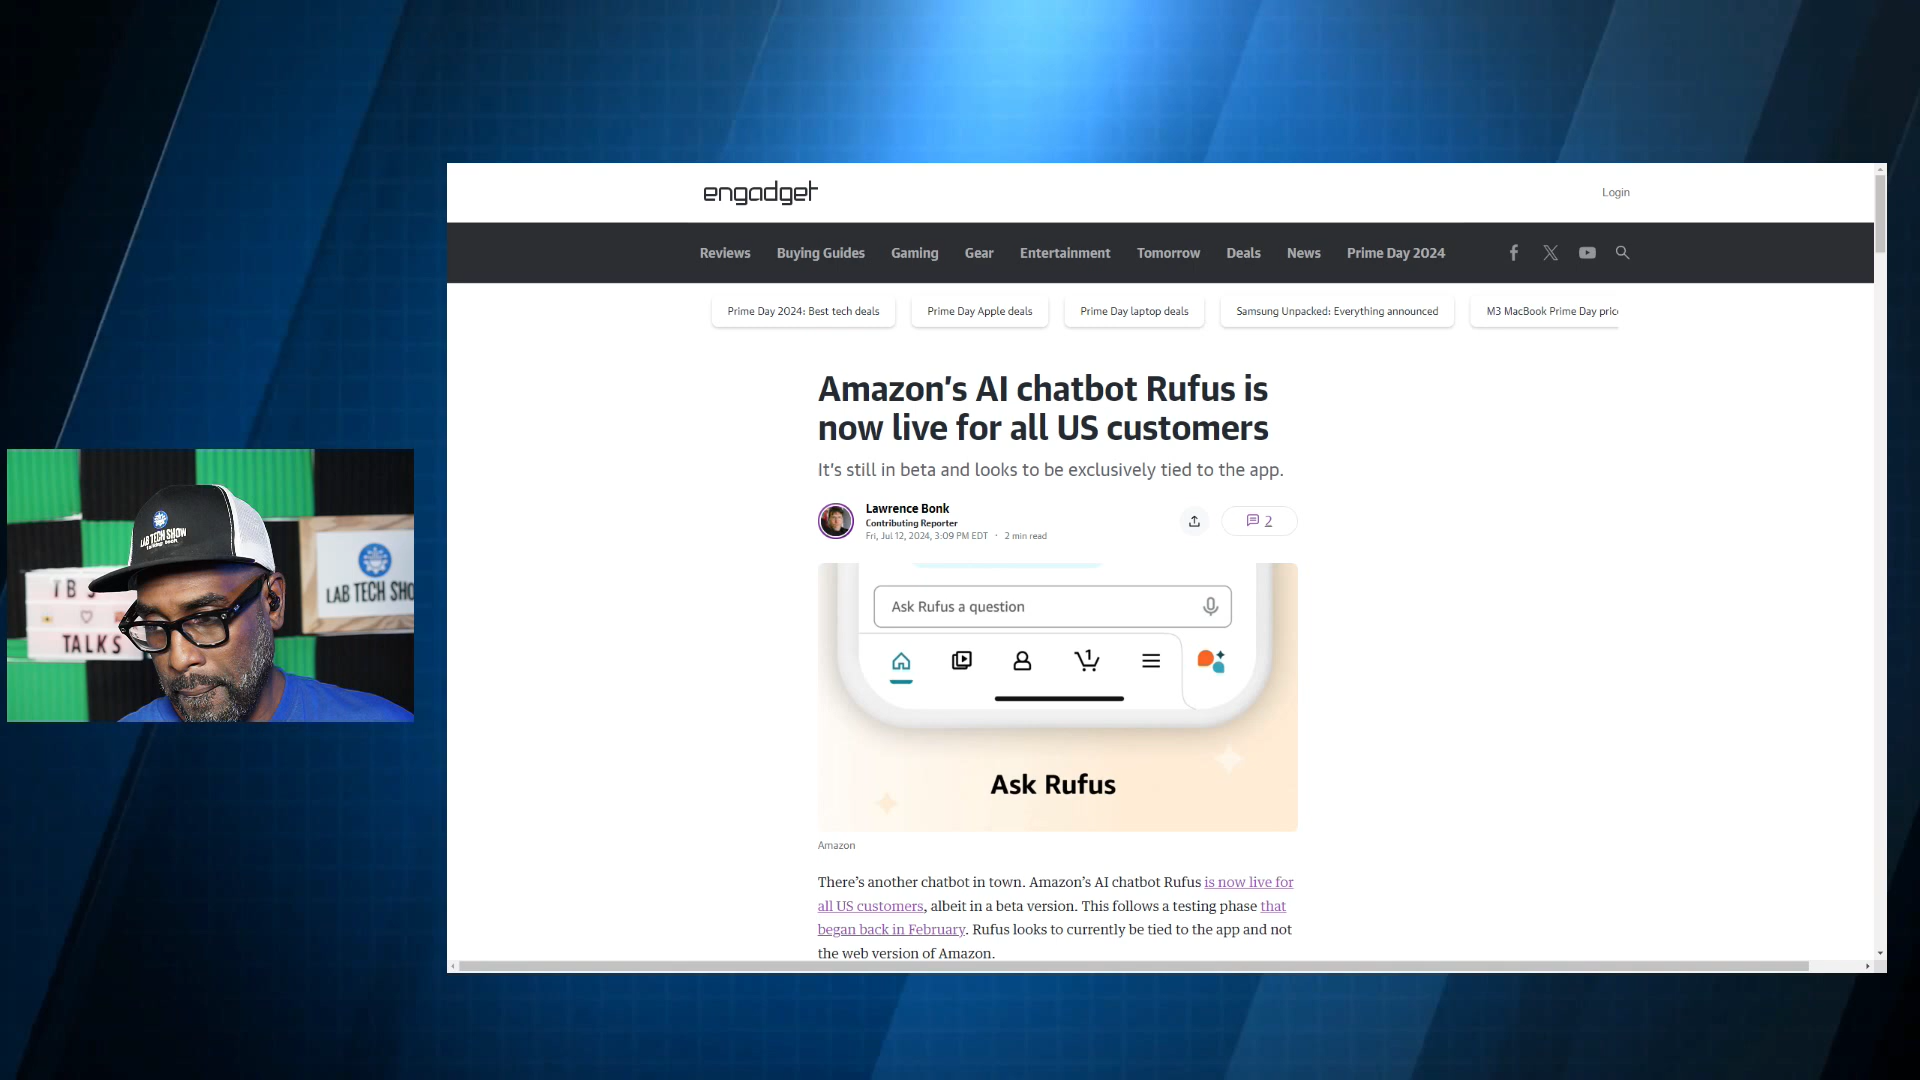 engadget
Login
Reviews Buying Guides Gaming Gear Entertainment Tomorrow Deals News Prime Day 2024
Prime Day 2024: Best tech deals Prime Day Apple deals Prime Day laptop deals Samsung Unpacked: Everything announced M3 MacBook Prime Day pric
Amazon's AI chatbot Rufus is
now live for all US customers
It's still in beta and looks to be exclusively tied to the app.
Lawrence Bonk
Contributing Reporter
Fri, Jul 12, 2024, 3:09 PM EDT · 2 min read
2
Ask Rufus a question
1
Ask Rufus
Amazon
There's another chatbot in town. Amazon's AI chatbot Rufus is now live for
all US customers, albeit in a beta version. This follows a testing phase that
began back in February. Rufus looks to currently be tied to the app and not
the web version of Amazon.
LAB TECH SHOW
LAB TECH SHO
TB
TALKS